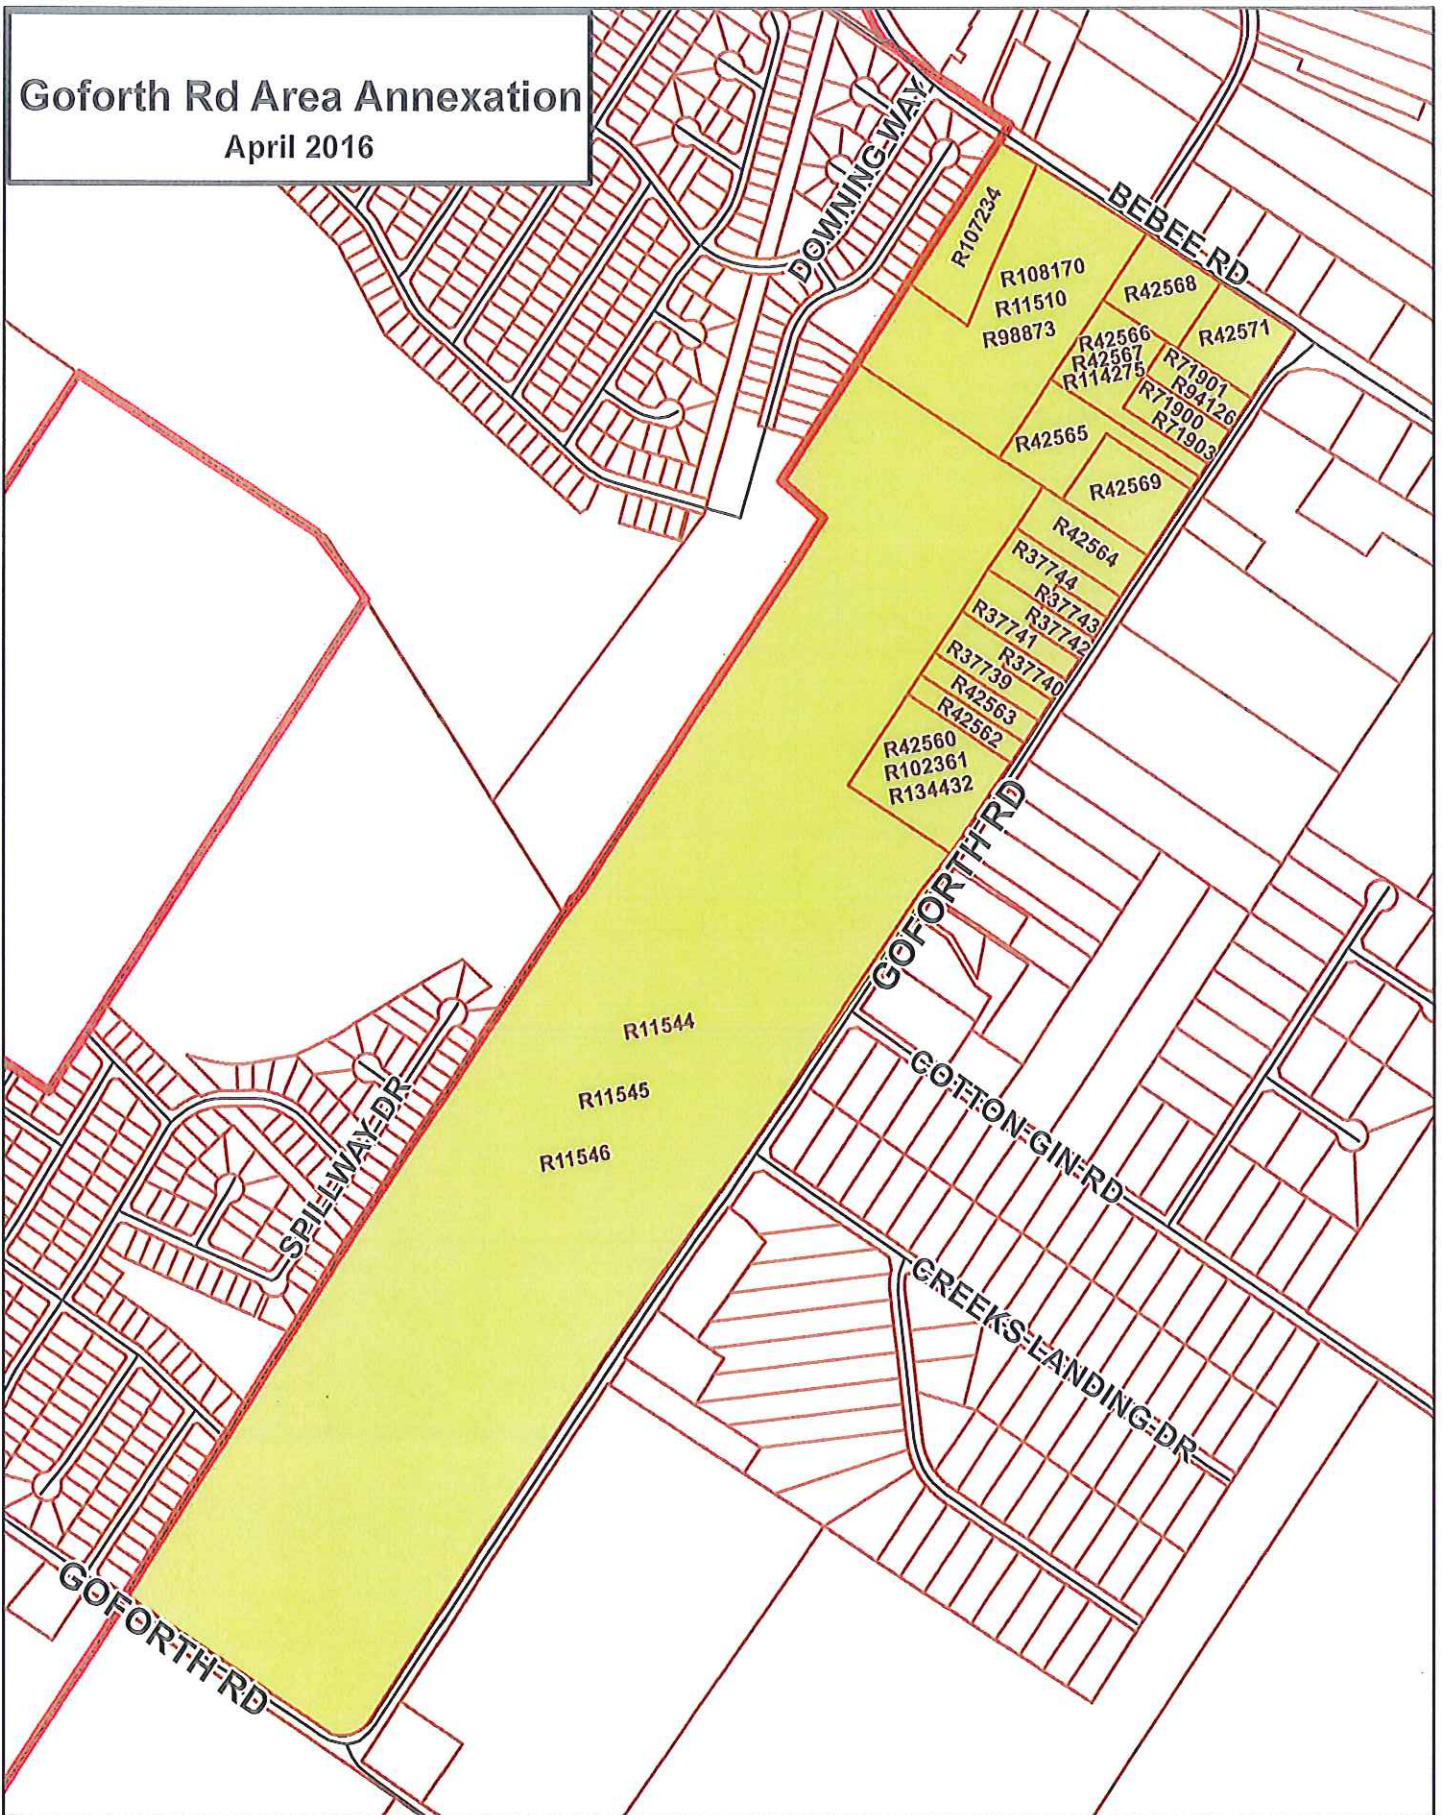 Goforth Rd Area Annexation
April 2016
DOWNING WAY
BEBEE RD
R107234
R108170
R11510
R98873
R42568
R42571
R42566
R42567
R114275
R71901
R94126
R71900
R71903
R42565
R42569
R42564
R37744
R37743
R37742
R37741
R37740
R37739
R42563
R42562
R42560
R102361
R134432
GOFORTH RD
R11544
R11545
R11546
COTTON GIN RD
SPILLWAY DR
CREEKS LANDING DR
GOFORTH RD